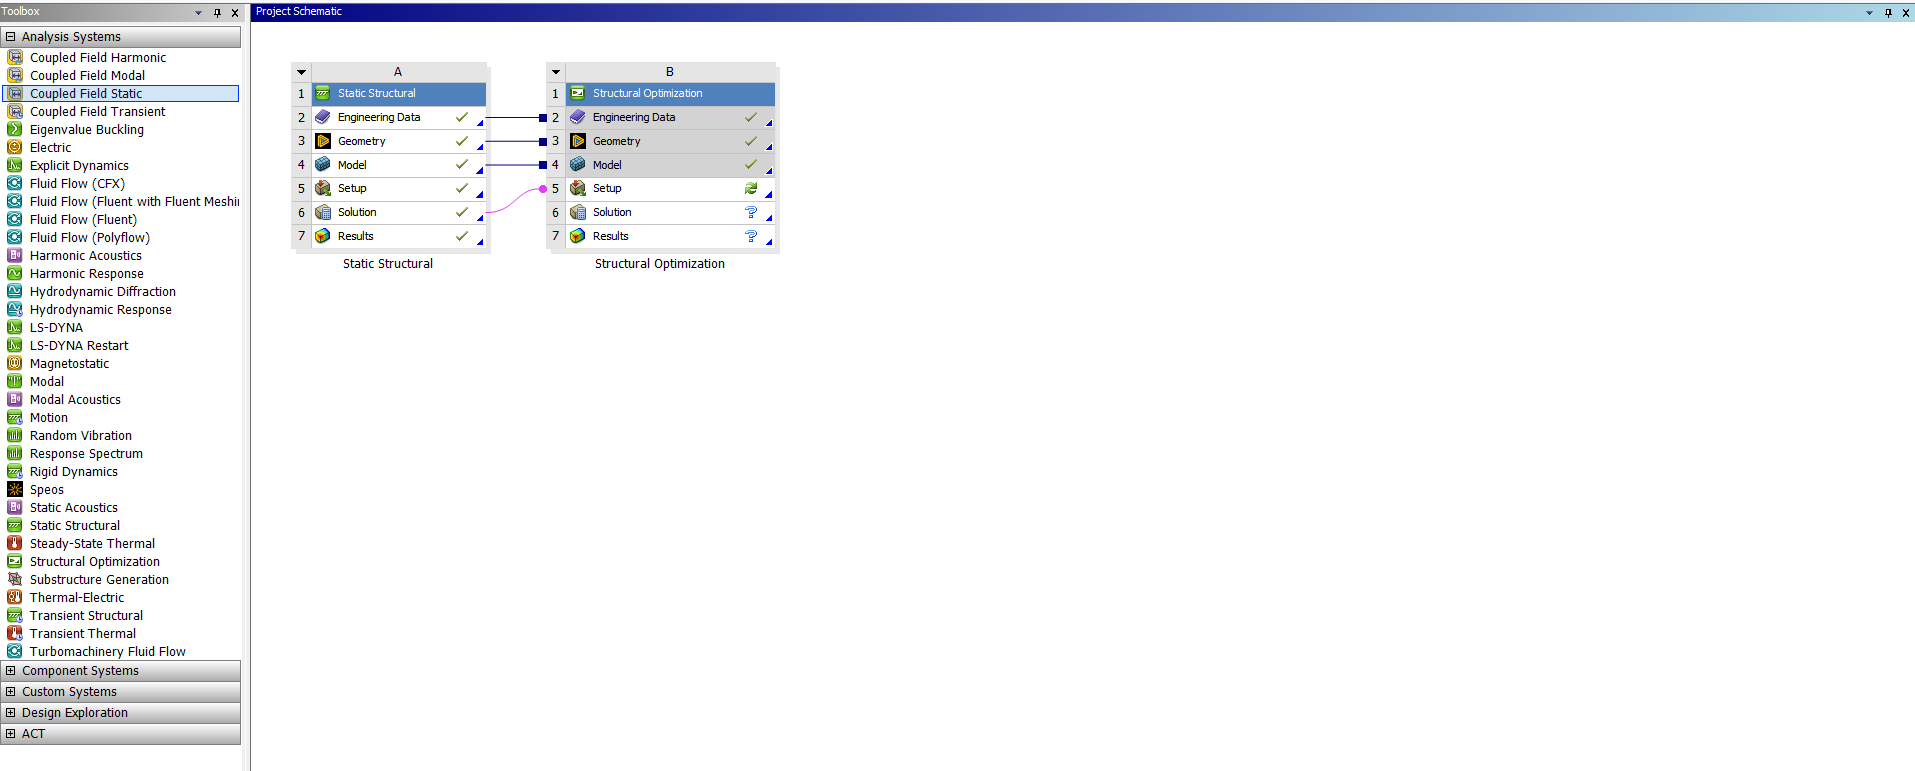 Toolbox
Project Schematic
Analysis Systems
Coupled Field Harmonic
Coupled Field Modal
Coupled Field Static
Coupled Field Transient
Eigenvalue Buckling
Electric
Explicit Dynamics
Fluid Flow (CFX)
Fluid Flow (Fluent with Fluent Meshi
Fluid Flow (Fluent)
Fluid Flow (Polyflow)
Harmonic Acoustics
Harmonic Response
Hydrodynamic Diffraction
Hydrodynamic Response
LS-DYNA
LS-DYNA Restart
Magnetostatic
Modal
Modal Acoustics
Motion
Random Vibration
Response Spectrum
Rigid Dynamics
Speos
Static Acoustics
Static Structural
Steady-State Thermal
Structural Optimization
Substructure Generation
Thermal-Electric
Transient Structural
Transient Thermal
Turbomachinery Fluid Flow
Component Systems
Custom Systems
Design Exploration
ACT
A
1 Static Structural
2 Engineering Data
3 Geometry
4 Model
5 Setup
6 Solution
7 Results
Static Structural
B
1 Structural Optimization
2 Engineering Data
3 Geometry
4 Model
5 Setup
6 Solution ?
7 Results ?
Structural Optimization